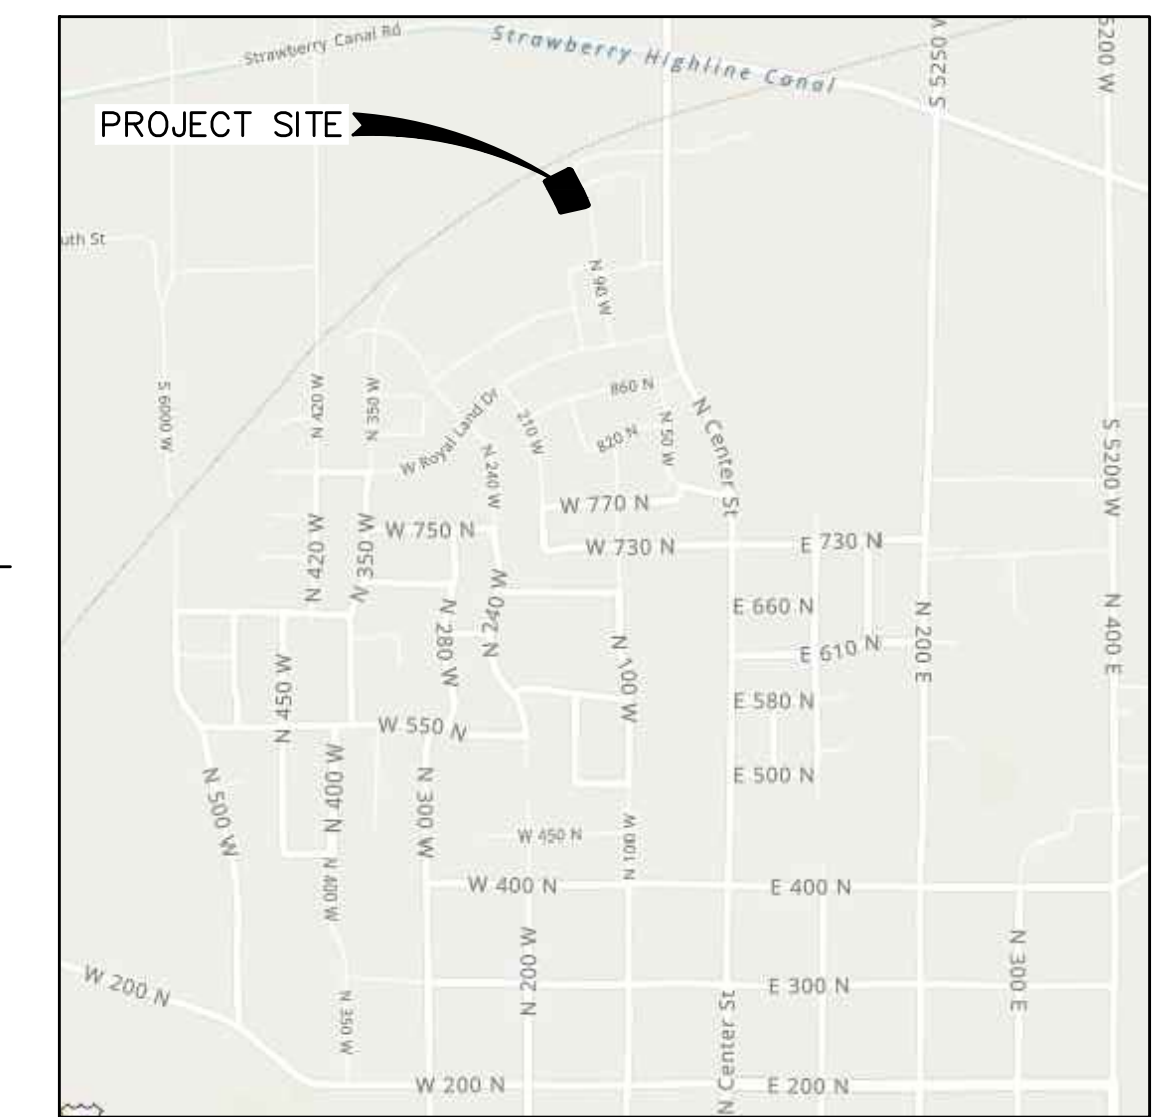 Strawberry Canal Rd
Strawberry Highline Canal
S 5250 W
S 5200 W
PROJECT SITE
uth St
N 90 W
S 6000 W
N 420 W
N 350 W
860 N
W Royal Land Dr
210 W
820 N
N 50 W
N Center St
N 240 W
S 5200 W
W 770 N
W 750 N
W 730 N
E 730 N
N 420 W
N 350 W
N 240 W
N 280 W
E 660 N
N 200 E
N 400 E
E 610 N
N 100 W
N 450 W
E 580 N
W 550 N
N 500 W
N 400 W
N 300 W
E 500 N
W 450 N
N 100 W
N 400 W
W 400 N
E 400 N
N 200 W
N 300 E
W 200 N
E 300 N
N 350 W
N Center St
W 200 N
E 200 N